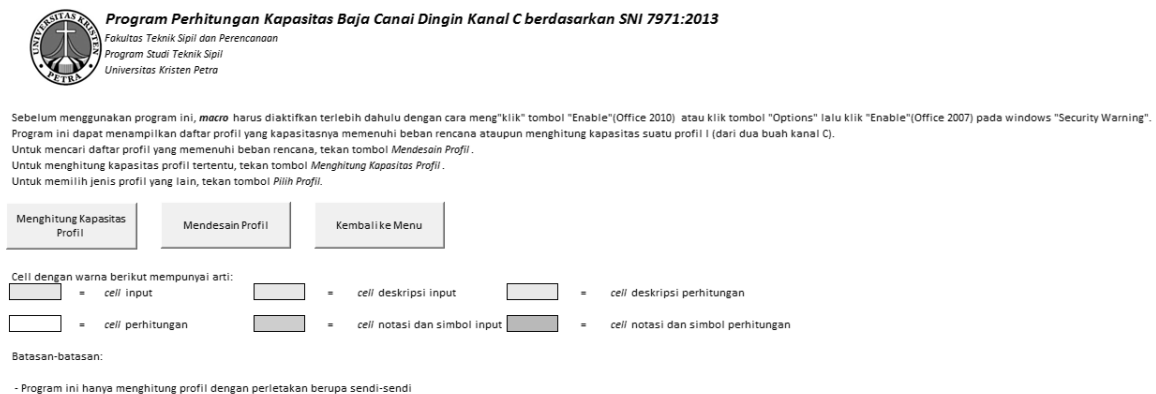 UNIVERSITAS KRISTEN
PETRA
Program Perhitungan Kapasitas Baja Canai Dingin Kanal C berdasarkan SNI 7971:2013
Fakultas Teknik Sipil dan Perencanaan
Program Studi Teknik Sipil
Universitas Kristen Petra
Sebelum menggunakan program ini, macro harus diaktifkan terlebih dahulu dengan cara meng"klik" tombol "Enable"(Office 2010) atau klik tombol "Options" lalu klik "Enable"(Office 2007) pada windows "Security Warning".
Program ini dapat menampilkan daftar profil yang kapasitasnya memenuhi beban rencana ataupun menghitung kapasitas suatu profil I (dari dua buah kanal C).
Untuk mencari daftar profil yang memenuhi beban rencana, tekan tombol Mendesain Profil.
Untuk menghitung kapasitas profil tertentu, tekan tombol Menghitung Kapasitas Profil.
Untuk memilih jenis profil yang lain, tekan tombol Pilih Profil.
Menghitung Kapasitas
Profil
Mendesain Profil
Kembali ke Menu
Cell dengan warna berikut mempunyai arti:
= cell input = cell deskripsi input = cell deskripsi perhitungan
= cell perhitungan = cell notasi dan simbol input = cell notasi dan simbol perhitungan
Batasan-batasan:
- Program ini hanya menghitung profil dengan perletakan berupa sendi-sendi